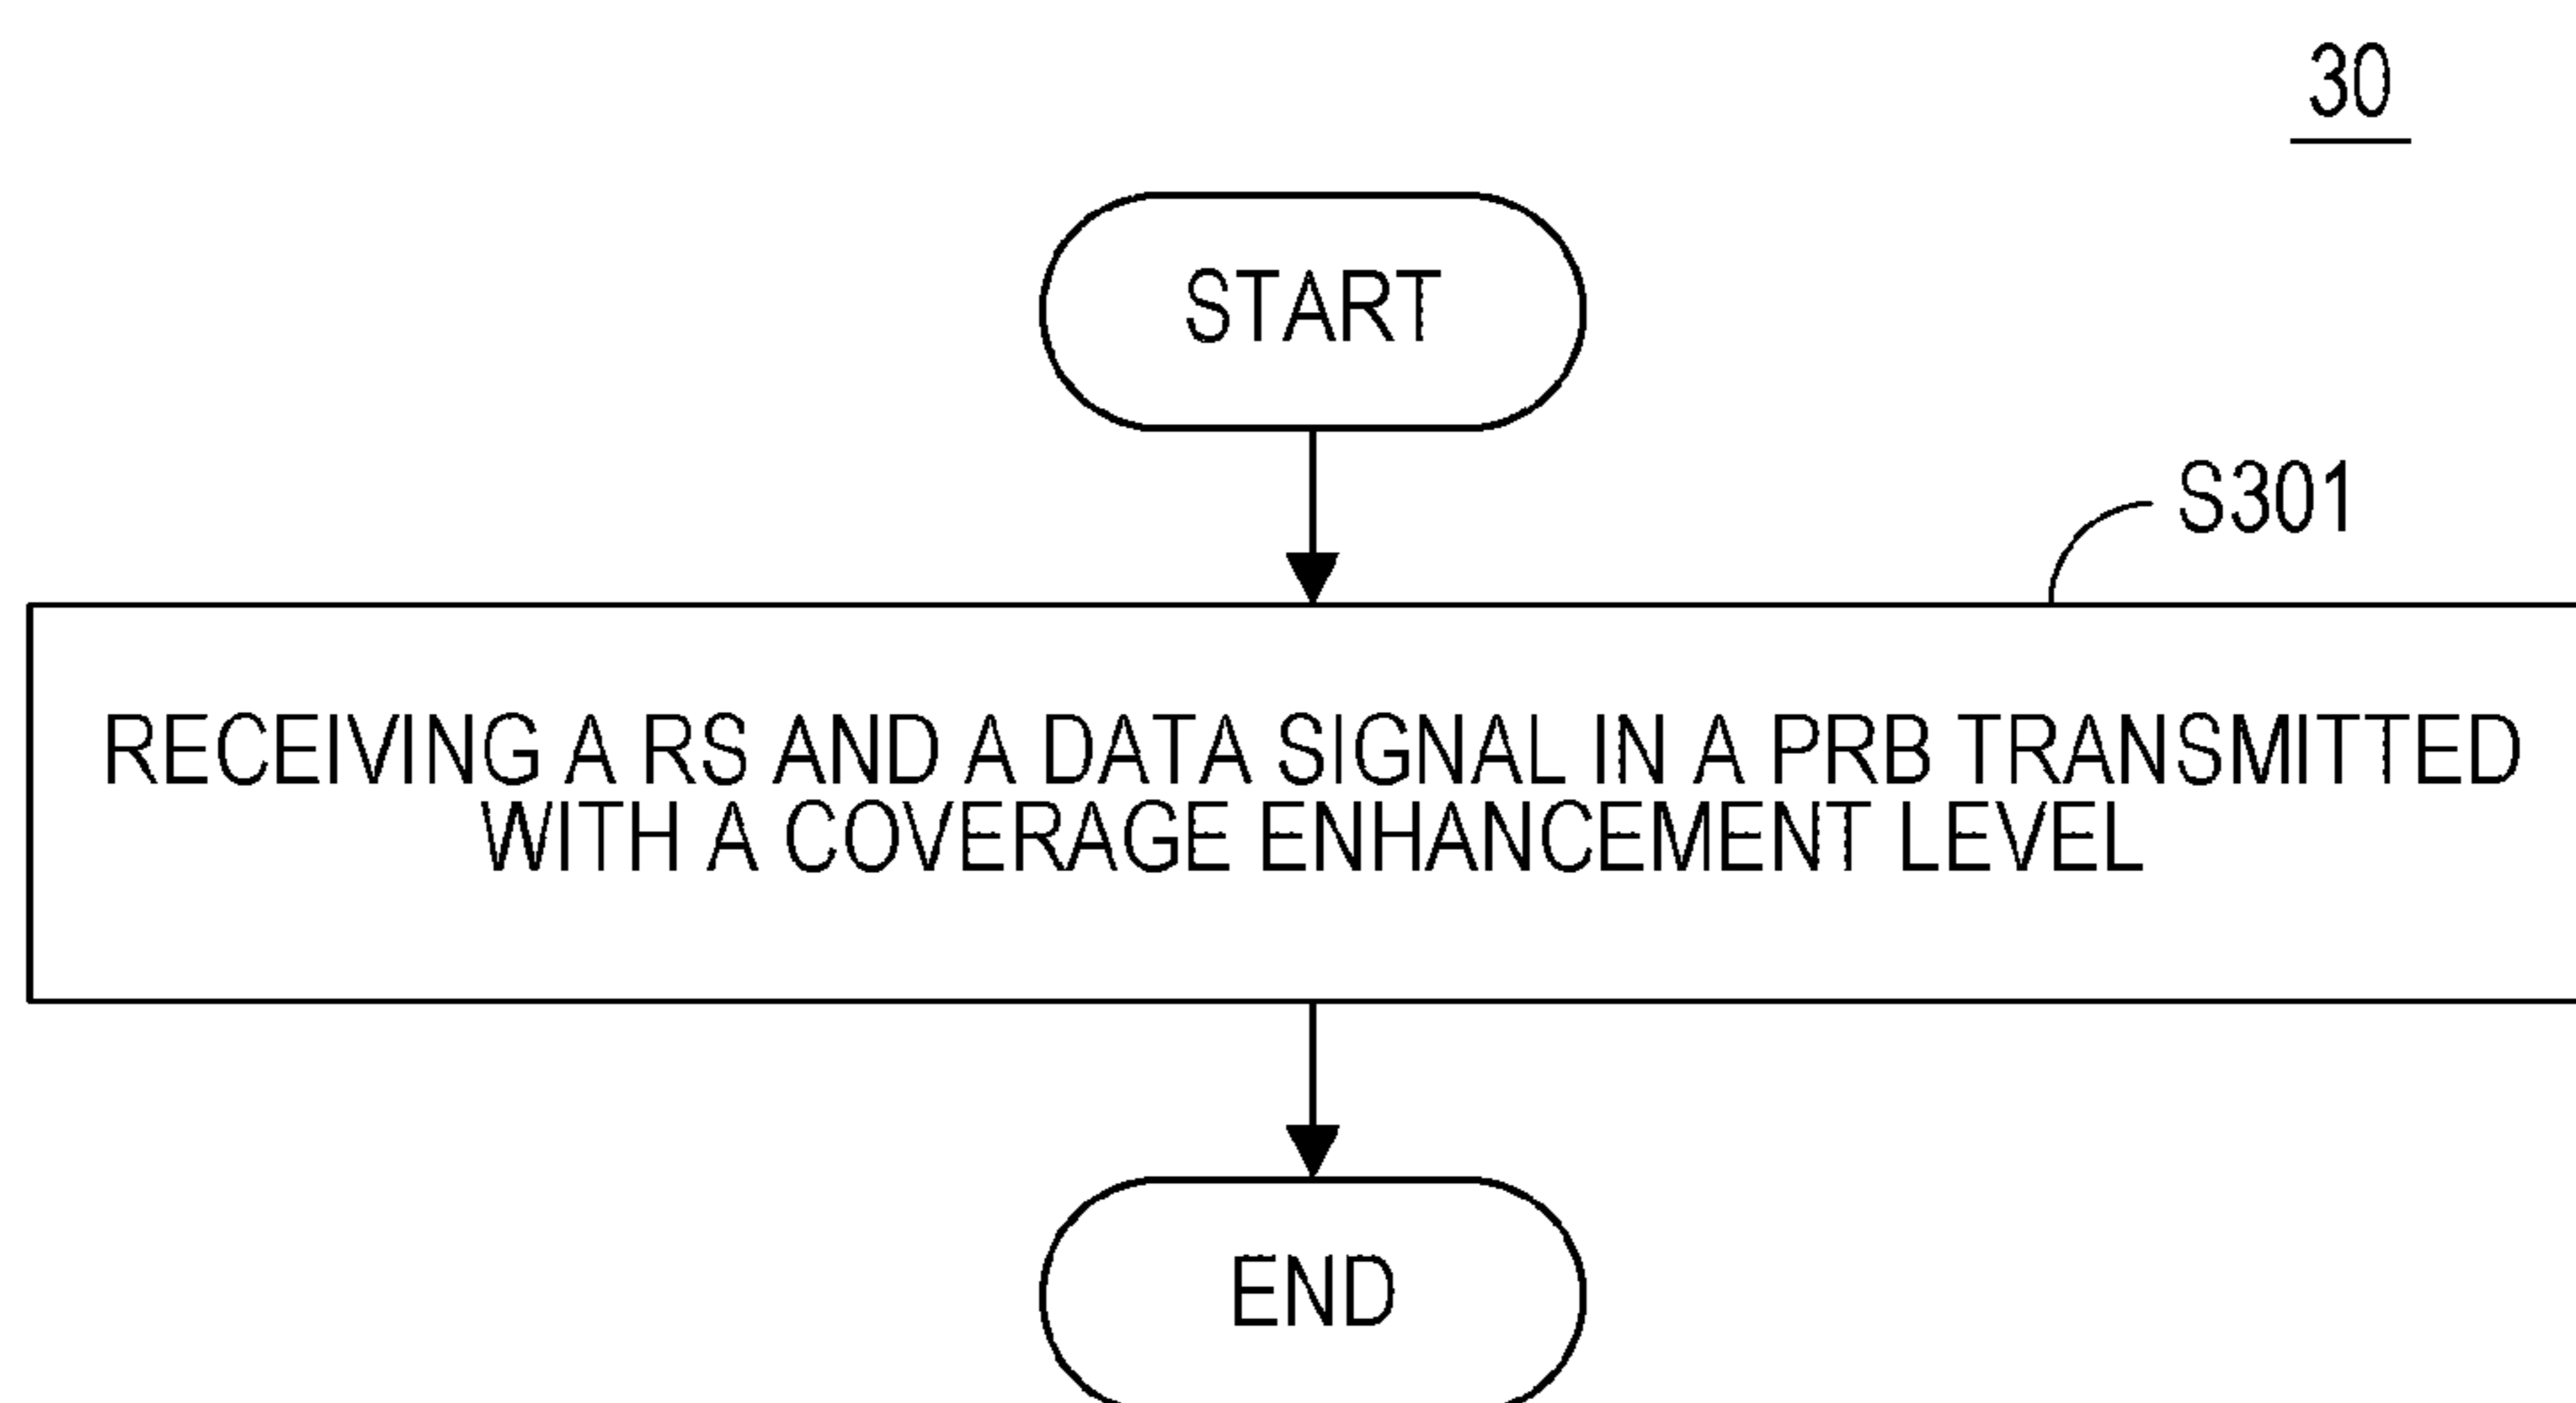 30
START
S301
RECEIVING A RS AND A DATA SIGNAL IN A PRB TRANSMITTED
WITH A COVERAGE ENHANCEMENT LEVEL
END